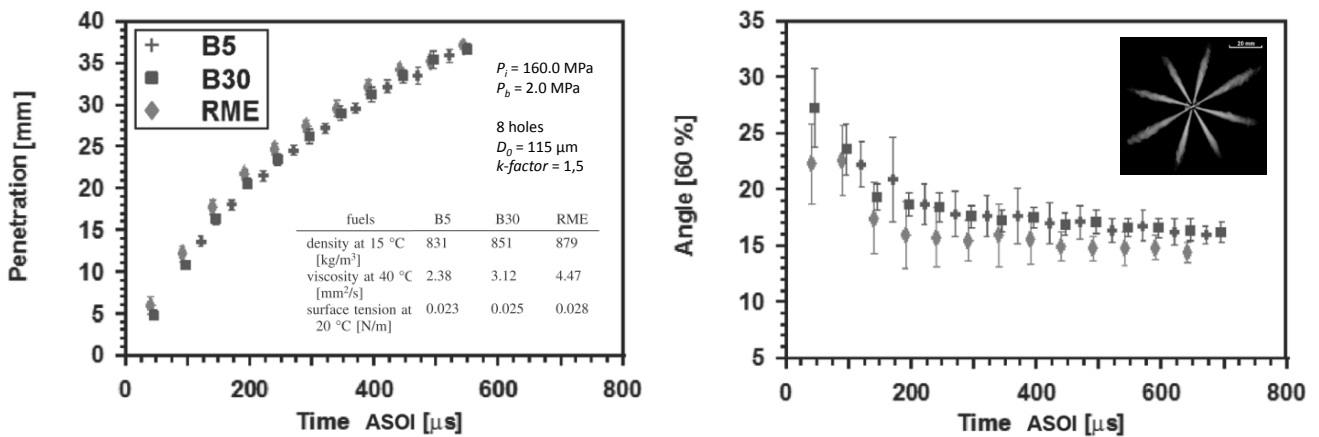 Penetration [mm]
40
35
30
25
20
15
10
5
0
B5
B30
RME
Pi = 160.0 MPa
Pb = 2.0 MPa
8 holes
D0 = 115 µm
k-factor = 1,5
fuels B5 B30 RME
density at 15 °C 831 851 879
[kg/m³]
viscosity at 40 °C 2.38 3.12 4.47
[mm²/s]
surface tension at 0.023 0.025 0.028
20 °C [N/m]
0 200 400 600 800
Time ASOI [µs]
Angle [60 %]
35
30
25
20
15
10
5
20 mm
0 200 400 600 800
Time ASOI [µs]